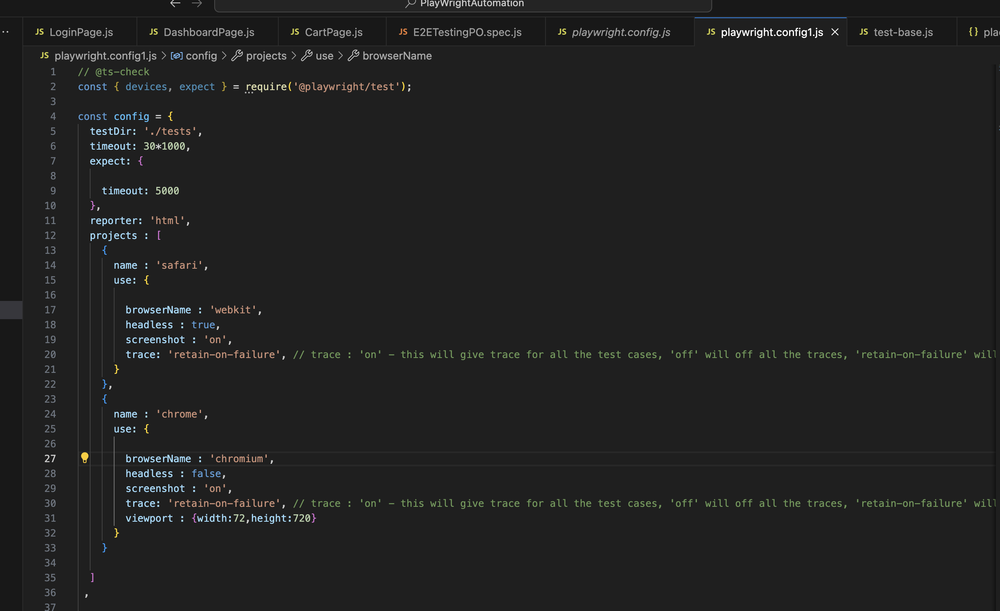 PlayWrightAutomation
JS LoginPage.js JS DashboardPage.js JS CartPage.js JS E2ETestingPO.spec.js JS playwright.config.js JS playwright.config1.js JS test-base.js {} pla
JS playwright.config1.js > config > projects > use > browserName
1 // @ts-check
2 const { devices, expect } = require('@playwright/test');
3
4 const config = {
5 testDir: './tests',
6 timeout: 30*1000,
7 expect: {
8
9 timeout: 5000
10 },
11 reporter: 'html',
12 projects : [
13 {
14 name : 'safari',
15 use: {
16
17 browserName : 'webkit',
18 headless : true,
19 screenshot : 'on',
20 trace: 'retain-on-failure', // trace : 'on' - this will give trace for all the test cases, 'off' will off all the traces, 'retain-on-failure' will
21 }
22 },
23 {
24 name : 'chrome',
25 use: {
26
27 browserName : 'chromium',
28 headless : false,
29 screenshot : 'on',
30 trace: 'retain-on-failure', // trace : 'on' - this will give trace for all the test cases, 'off' will off all the traces, 'retain-on-failure' will
31 viewport : {width:72,height:720}
32 }
33 }
34
35 ]
36 ,
37